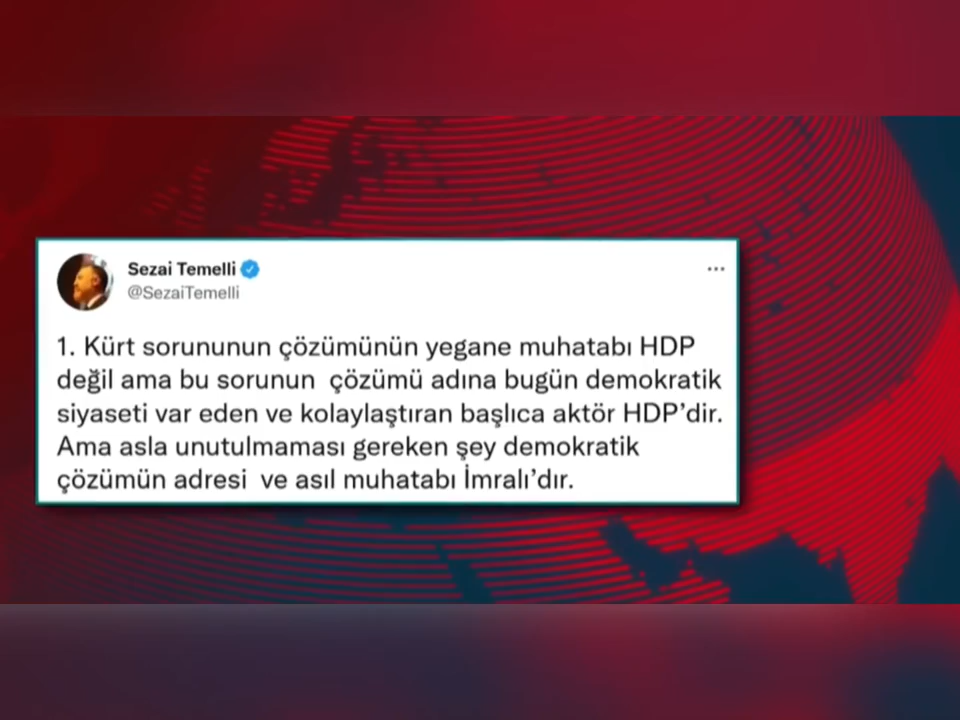 Sezai Temelli
@SezaiTemelli
1. Kürt sorununun çözümünün yegane muhatabı HDP
değil ama bu sorunun çözümü adına bugün demokratik
siyaseti var eden ve kolaylaştıran başlıca aktör HDP’dir.
Ama asla unutulmaması gereken şey demokratik
çözümün adresi ve asıl muhatabı İmralı’dır.